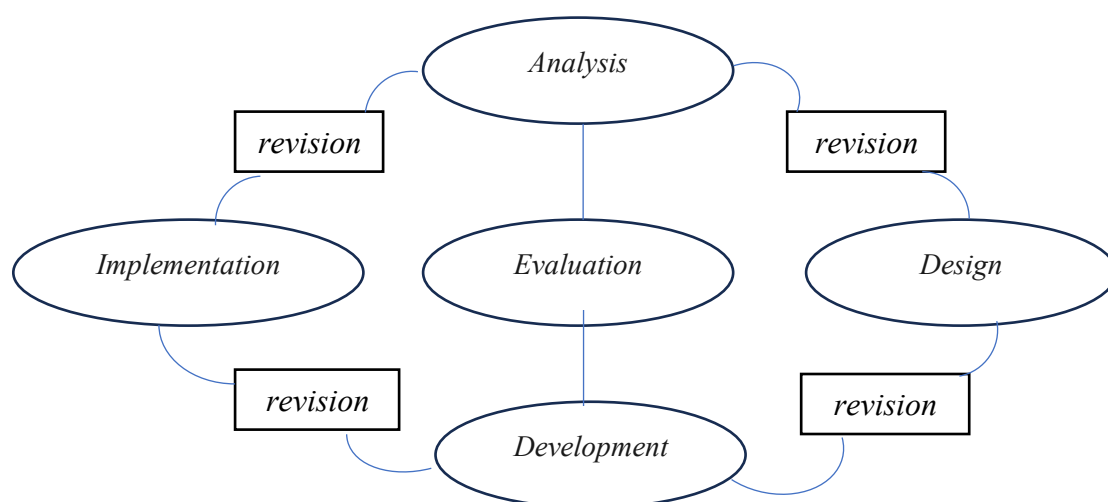 Analysis
revision
revision
Implementation
Evaluation
Design
revision
revision
Development